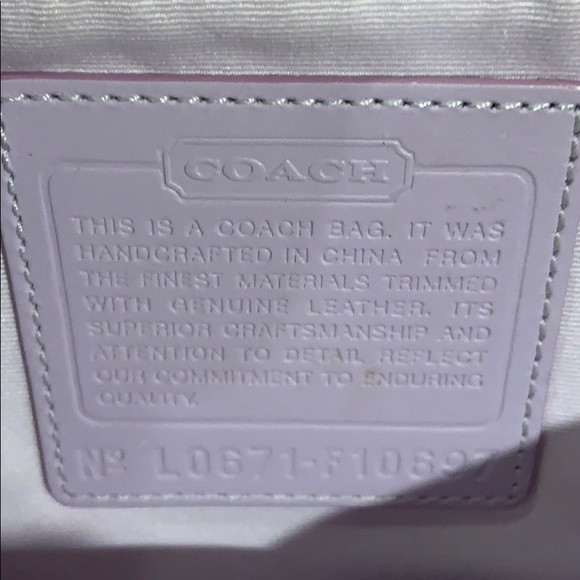 COACH
THIS IS A COACH BAG. IT WAS
HANDCRAFTED IN CHINA FROM
THE FINEST MATERIALS TRIMMED
WITH GENUINE LEATHER. ITS
SUPERIOR CRAFTSMANSHIP AND
ATTENTION TO DETAIL REFLECT
OUR COMMITMENT TO ENDURING
QUALITY.
Nº L0671-F10697